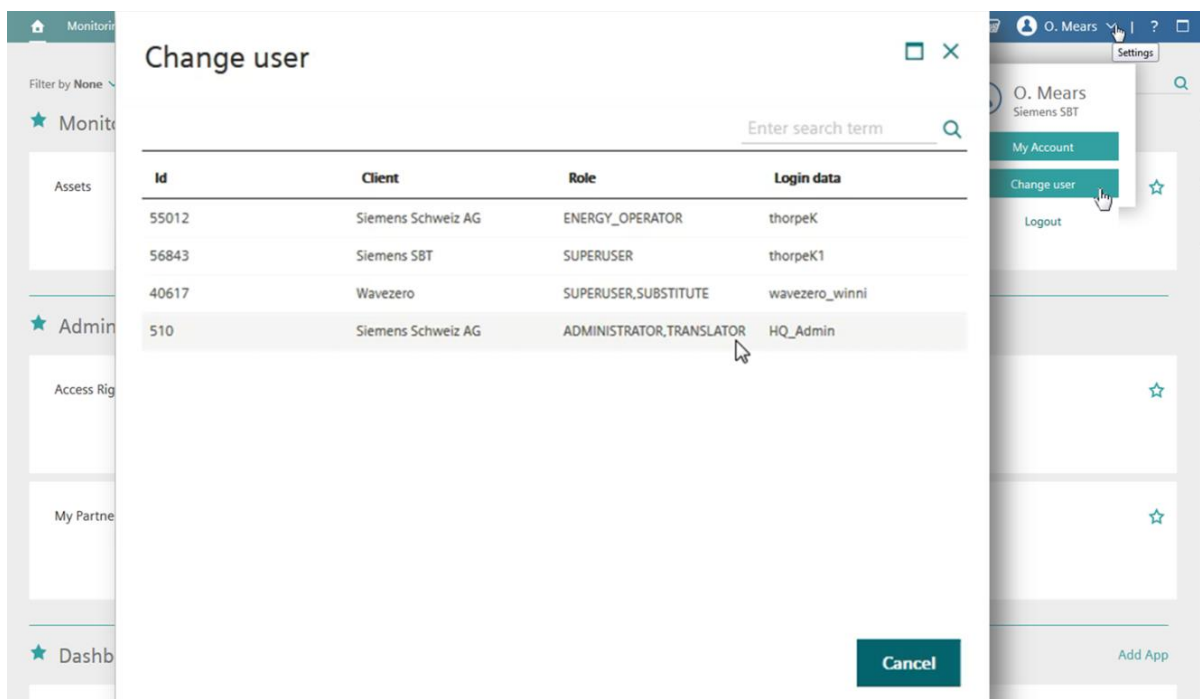 Monitorin
O. Mears | ?
Settings
Change user
Filter by None
O. Mears
Siemens SBT
Monito
Enter search term
My Account
Id Client Role Login data
Assets
Change user
55012 Siemens Schweiz AG ENERGY_OPERATOR thorpeK
Logout
56843 Siemens SBT SUPERUSER thorpeK1
40617 Wavezero SUPERUSER,SUBSTITUTE wavezero_winni
Admin
510 Siemens Schweiz AG ADMINISTRATOR,TRANSLATOR HQ_Admin
Access Rig
My Partne
Dashb
Add App
Cancel